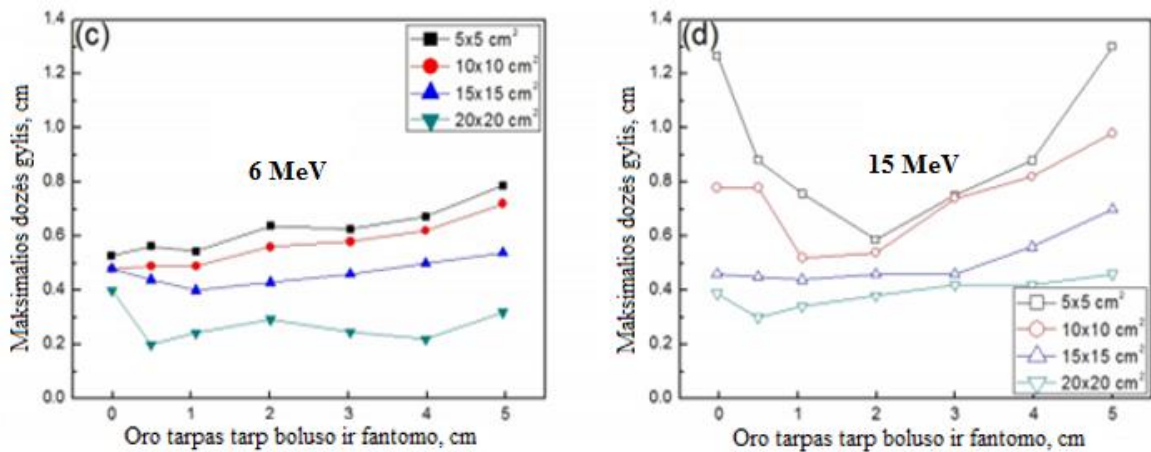 (c)
5x5 cm²
10x10 cm²
15x15 cm²
20x20 cm²
6 MeV
Maksimalios dozės gylis, cm
1.4
1.2
1.0
0.8
0.6
0.4
0.2
0.0
0 1 2 3 4 5
Oro tarpas tarp boluso ir fantomo, cm
(d)
15 MeV
5x5 cm²
10x10 cm²
15x15 cm²
20x20 cm²
Maksimalios dozės gylis, cm
1.4
1.2
1.0
0.8
0.6
0.4
0.2
0.0
0 1 2 3 4 5
Oro tarpas tarp boluso ir fantomo, cm